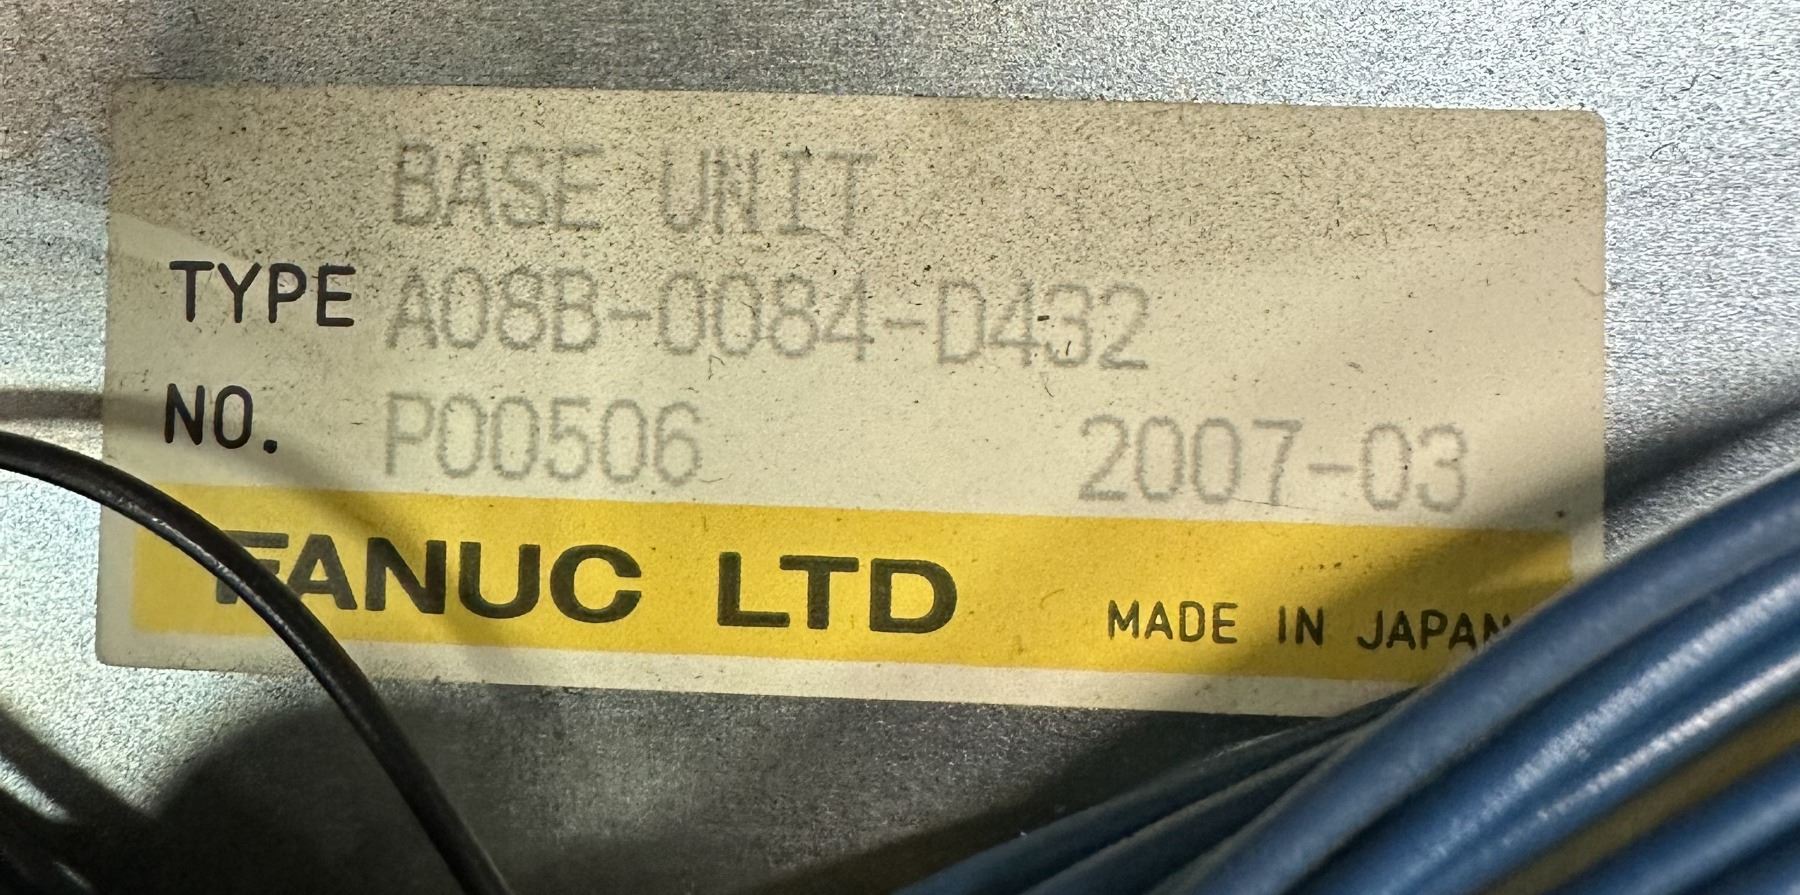 BASE UNIT
TYPE A08B-0084-D432
NO. P00506 2007-03
FANUC LTD MADE IN JAPAN